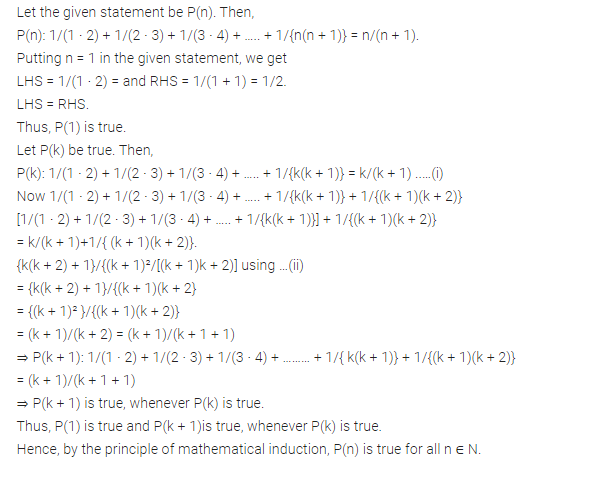 Let the given statement be P(n). Then,
P(n): 1/(1 ∙ 2) + 1/(2 ∙ 3) + 1/(3 ∙ 4) + ..... + 1/{n(n + 1)} = n/(n + 1).
Putting n = 1 in the given statement, we get
LHS = 1/(1 ∙ 2) = and RHS = 1/(1 + 1) = 1/2.
LHS = RHS.
Thus, P(1) is true.
Let P(k) be true. Then,
P(k): 1/(1 ∙ 2) + 1/(2 ∙ 3) + 1/(3 ∙ 4) + ..... + 1/{k(k + 1)} = k/(k + 1) .....(i)
Now 1/(1 ∙ 2) + 1/(2 ∙ 3) + 1/(3 ∙ 4) + ..... + 1/{k(k + 1)} + 1/{(k + 1)(k + 2)}
[1/(1 ∙ 2) + 1/(2 ∙ 3) + 1/(3 ∙ 4) + ..... + 1/{k(k + 1)}] + 1/{(k + 1)(k + 2)}
= k/(k + 1)+1/{ (k + 1)(k + 2)}.
{k(k + 2) + 1}/{(k + 1)²/[(k + 1)k + 2)] using ...(ii)
= {k(k + 2) + 1}/{(k + 1)(k + 2}
= {(k + 1)² }/{(k + 1)(k + 2)}
= (k + 1)/(k + 2) = (k + 1)/(k + 1 + 1)
⇒ P(k + 1): 1/(1 ∙ 2) + 1/(2 ∙ 3) + 1/(3 ∙ 4) + ......... + 1/{ k(k + 1)} + 1/{(k + 1)(k + 2)}
= (k + 1)/(k + 1 + 1)
⇒ P(k + 1) is true, whenever P(k) is true.
Thus, P(1) is true and P(k + 1)is true, whenever P(k) is true.
Hence, by the principle of mathematical induction, P(n) is true for all n ϵ N.